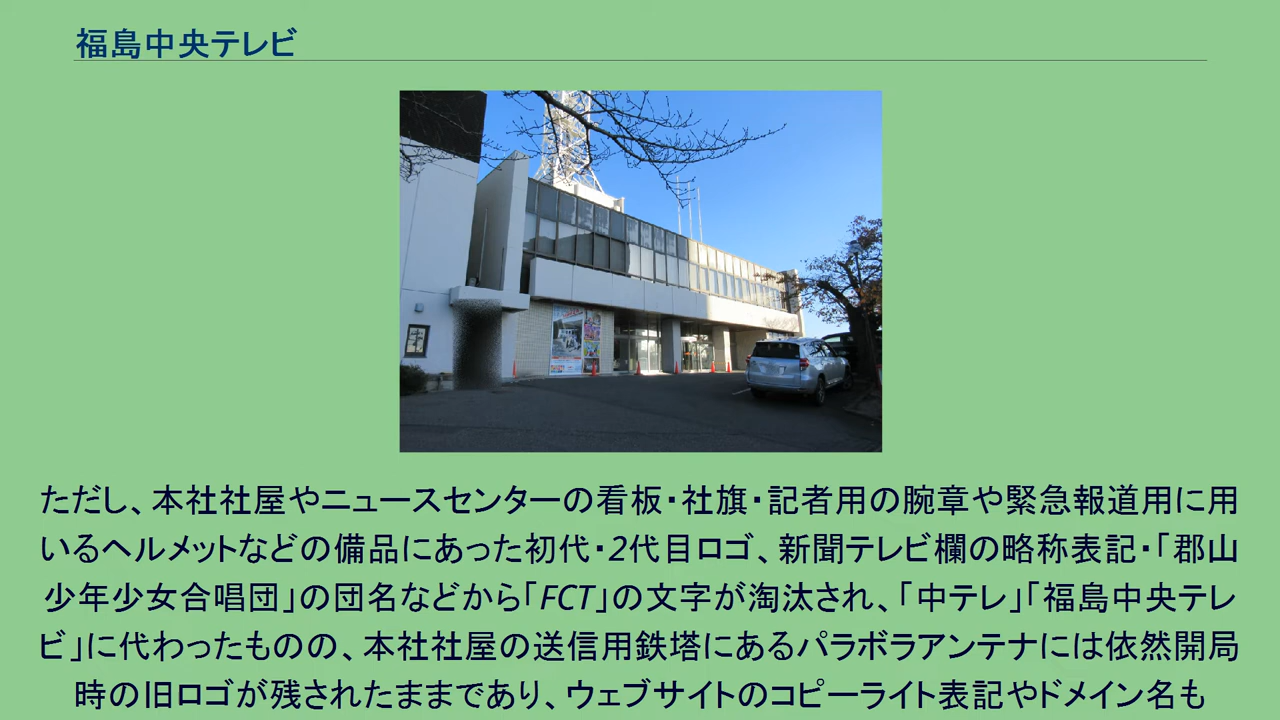 福島中央テレビ
ただし、本社社屋やニュースセンターの看板・社旗・記者用の腕章や緊急報道用に用
いるヘルメットなどの備品にあった初代・2代目ロゴ、新聞テレビ欄の略称表記・「郡山
少年少女合唱団」の団名などから「FCT」の文字が淘汰され、「中テレ」「福島中央テレ
ビ」に代わったものの、本社社屋の送信用鉄塔にあるパラボラアンテナには依然開局
時の旧ロゴが残されたままであり、ウェブサイトのコピーライト表記やドメイン名も